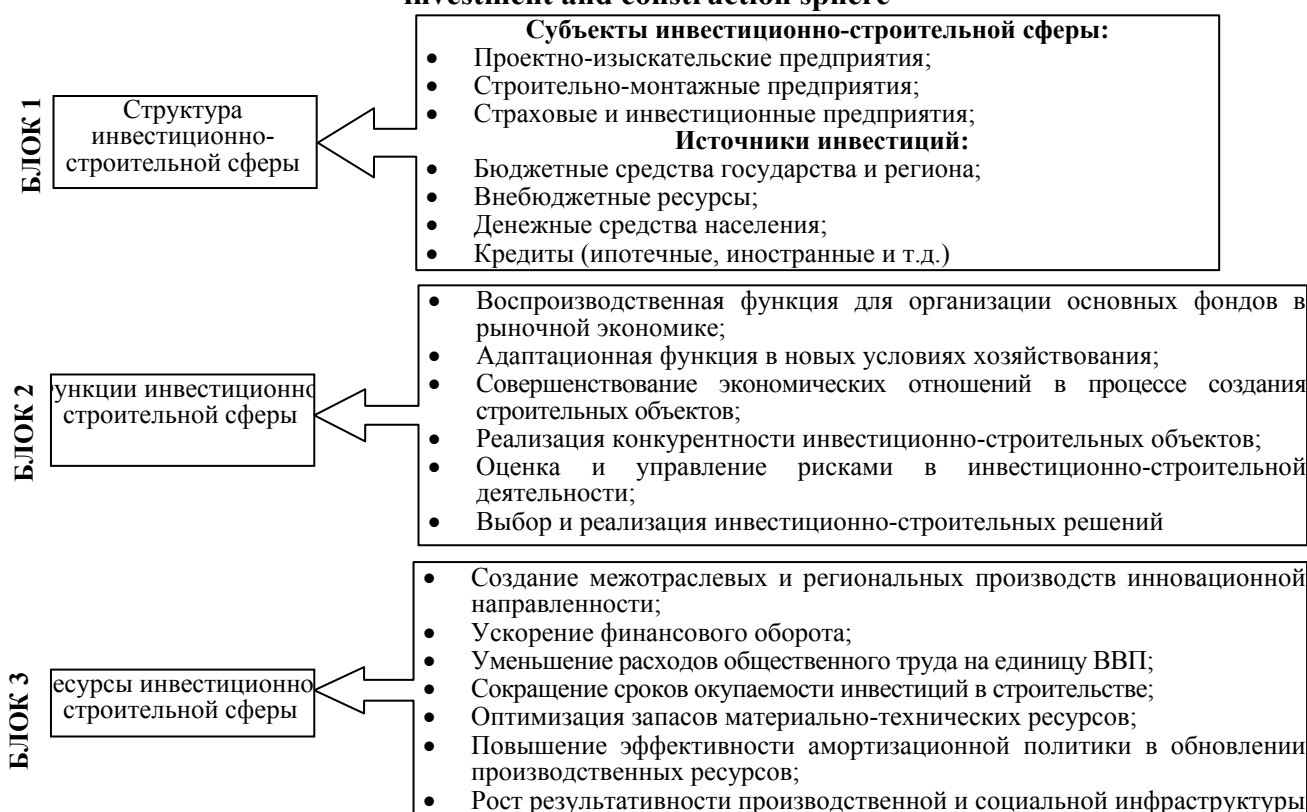 investment and construction sphere
БЛОК 1
Структура
инвестиционно-
строительной сферы
Субъекты инвестиционно-строительной сферы:
• Проектно-изыскательские предприятия;
• Строительно-монтажные предприятия;
• Страховые и инвестиционные предприятия;
Источники инвестиций:
• Бюджетные средства государства и региона;
• Внебюджетные ресурсы;
• Денежные средства населения;
• Кредиты (ипотечные, иностранные и т.д.)
БЛОК 2
ункции инвестиционно
строительной сферы
• Воспроизводственная функция для организации основных фондов в
рыночной экономике;
• Адаптационная функция в новых условиях хозяйствования;
• Совершенствование экономических отношений в процессе создания
строительных объектов;
• Реализация конкурентности инвестиционно-строительных объектов;
• Оценка и управление рисками в инвестиционно-строительной
деятельности;
• Выбор и реализация инвестиционно-строительных решений
БЛОК 3
есурсы инвестиционно
строительной сферы
• Создание межотраслевых и региональных производств инновационной
направленности;
• Ускорение финансового оборота;
• Уменьшение расходов общественного труда на единицу ВВП;
• Сокращение сроков окупаемости инвестиций в строительстве;
• Оптимизация запасов материально-технических ресурсов;
• Повышение эффективности амортизационной политики в обновлении
производственных ресурсов;
• Рост результативности производственной и социальной инфраструктуры